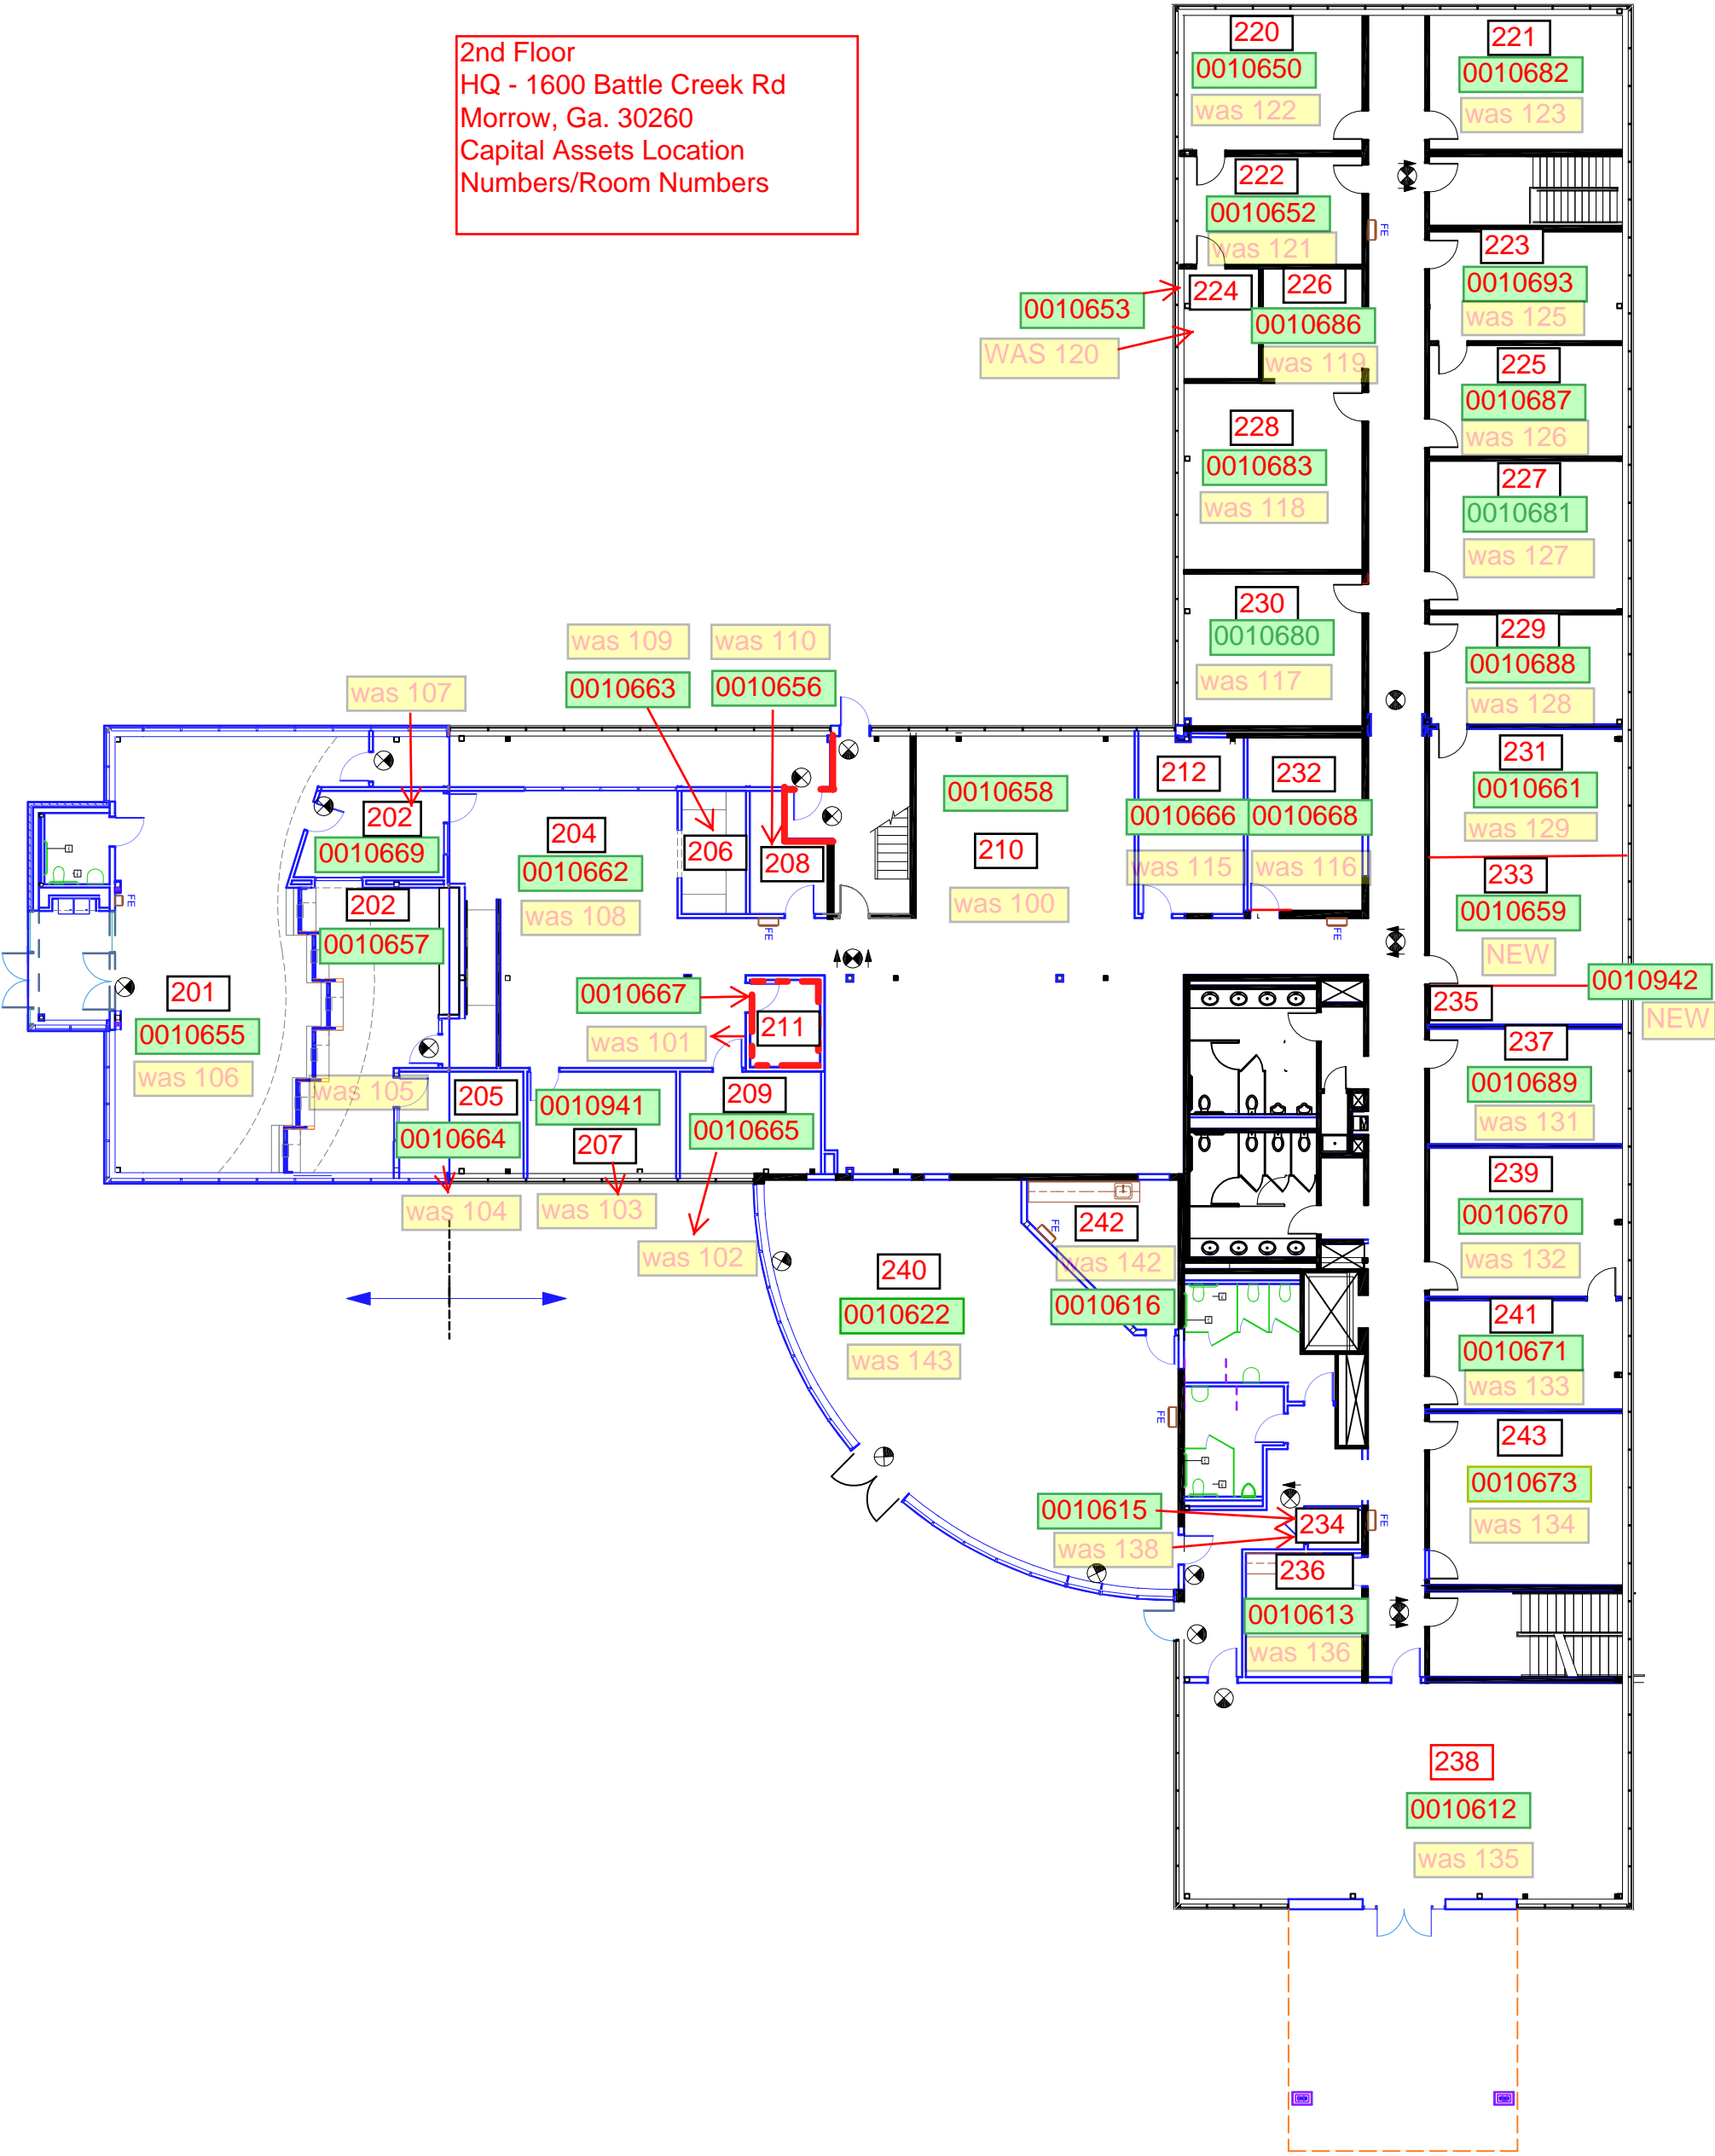 2nd Floor
HQ - 1600 Battle Creek Rd
Morrow, Ga. 30260
Capital Assets Location
Numbers/Room Numbers
220
0010650
was 122
221
0010682
was 123
222
0010652
was 121
FE
223
0010693
was 125
224
0010653
WAS 120
226
0010686
was 119
225
0010687
was 126
228
0010683
was 118
227
0010681
was 127
230
0010680
was 117
229
0010688
was 128
was 107
was 109
0010663
was 110
0010656
202
0010669
204
0010662
was 108
206
208
FE
0010658
210
was 100
212
0010666
was 115
232
0010668
was 116
FE
231
0010661
was 129
233
0010659
NEW
0010942
235
NEW
FE
202
0010657
201
0010655
was 106
was 105
0010667
was 101
211
205
0010664
was 104
0010941
207
was 103
209
0010665
was 102
237
0010689
was 131
239
0010670
was 132
242
FE
was 142
0010616
240
0010622
was 143
241
0010671
was 133
FE
243
0010673
was 134
0010615
was 138
234
FE
236
0010613
was 136
238
0010612
was 135